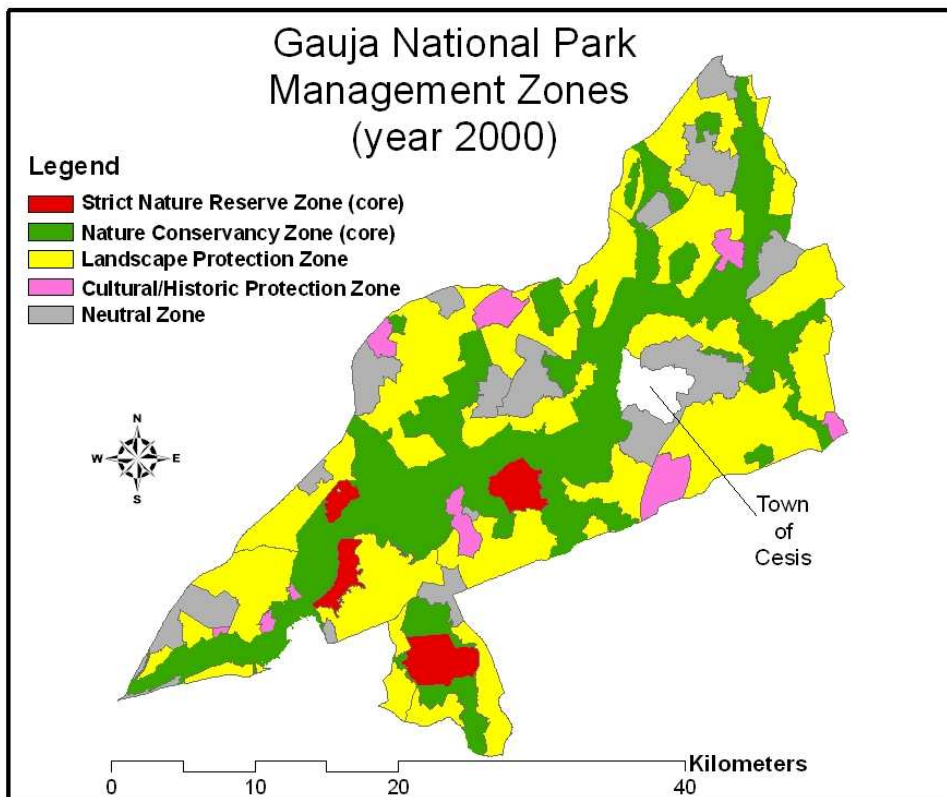 Gauja National Park
Management Zones
(year 2000)
Legend
Strict Nature Reserve Zone (core)
Nature Conservancy Zone (core)
Landscape Protection Zone
Cultural/Historic Protection Zone
Neutral Zone
N
W E
S
Town
of
Cesis
Kilometers
0 10 20 40